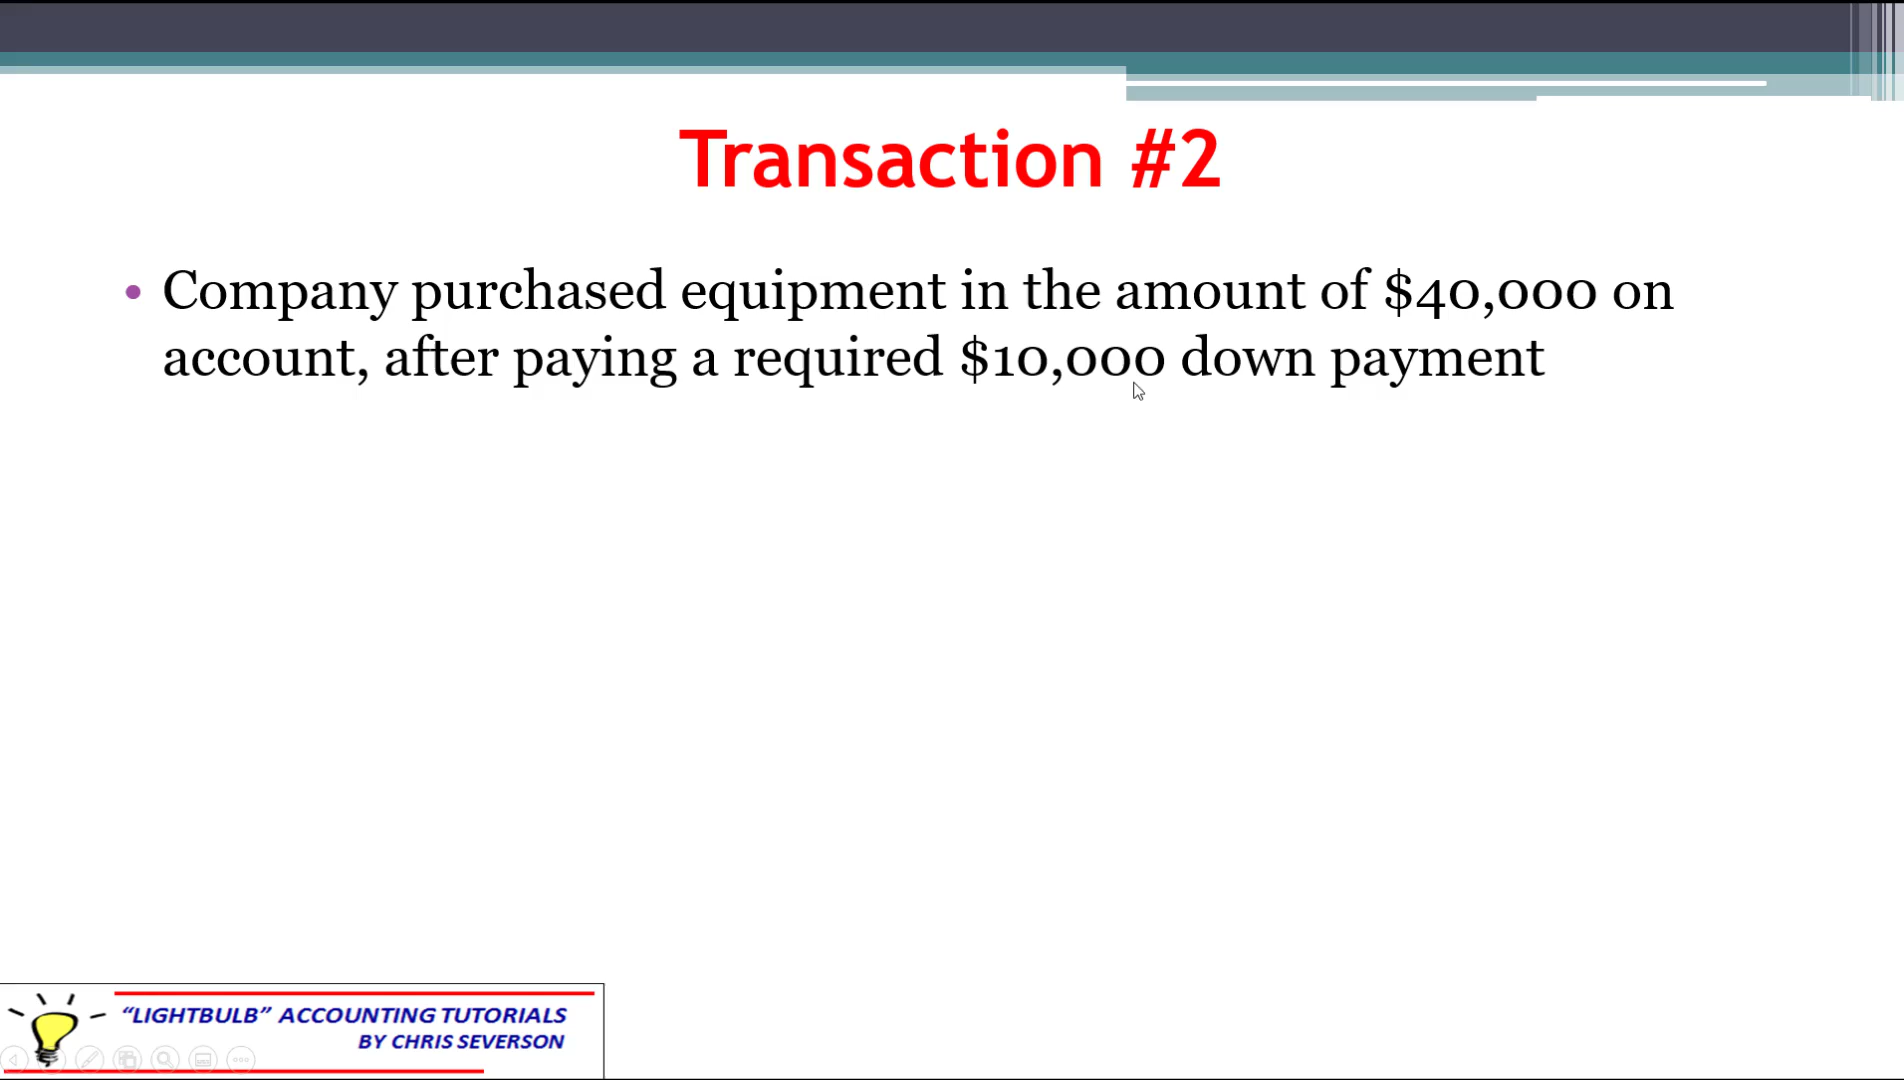 Transaction #2
• Company purchased equipment in the amount of $40,000 on
account, after paying a required $10,000 down payment
“LIGHTBULB” ACCOUNTING TUTORIALS
BY CHRIS SEVERSON